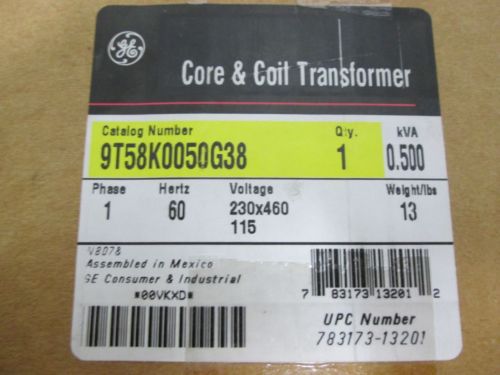 GE
Core & Coil Transformer
Catalog Number Qty. kVA
9T58K0050G38 1 0.500
Phase Hertz Voltage Weight/lbs
1 60 230x460 13
115
N8078
Assembled in Mexico
GE Consumer & Industrial
*00VKXD*
7 83173 13201 2
UPC Number
783173-13201